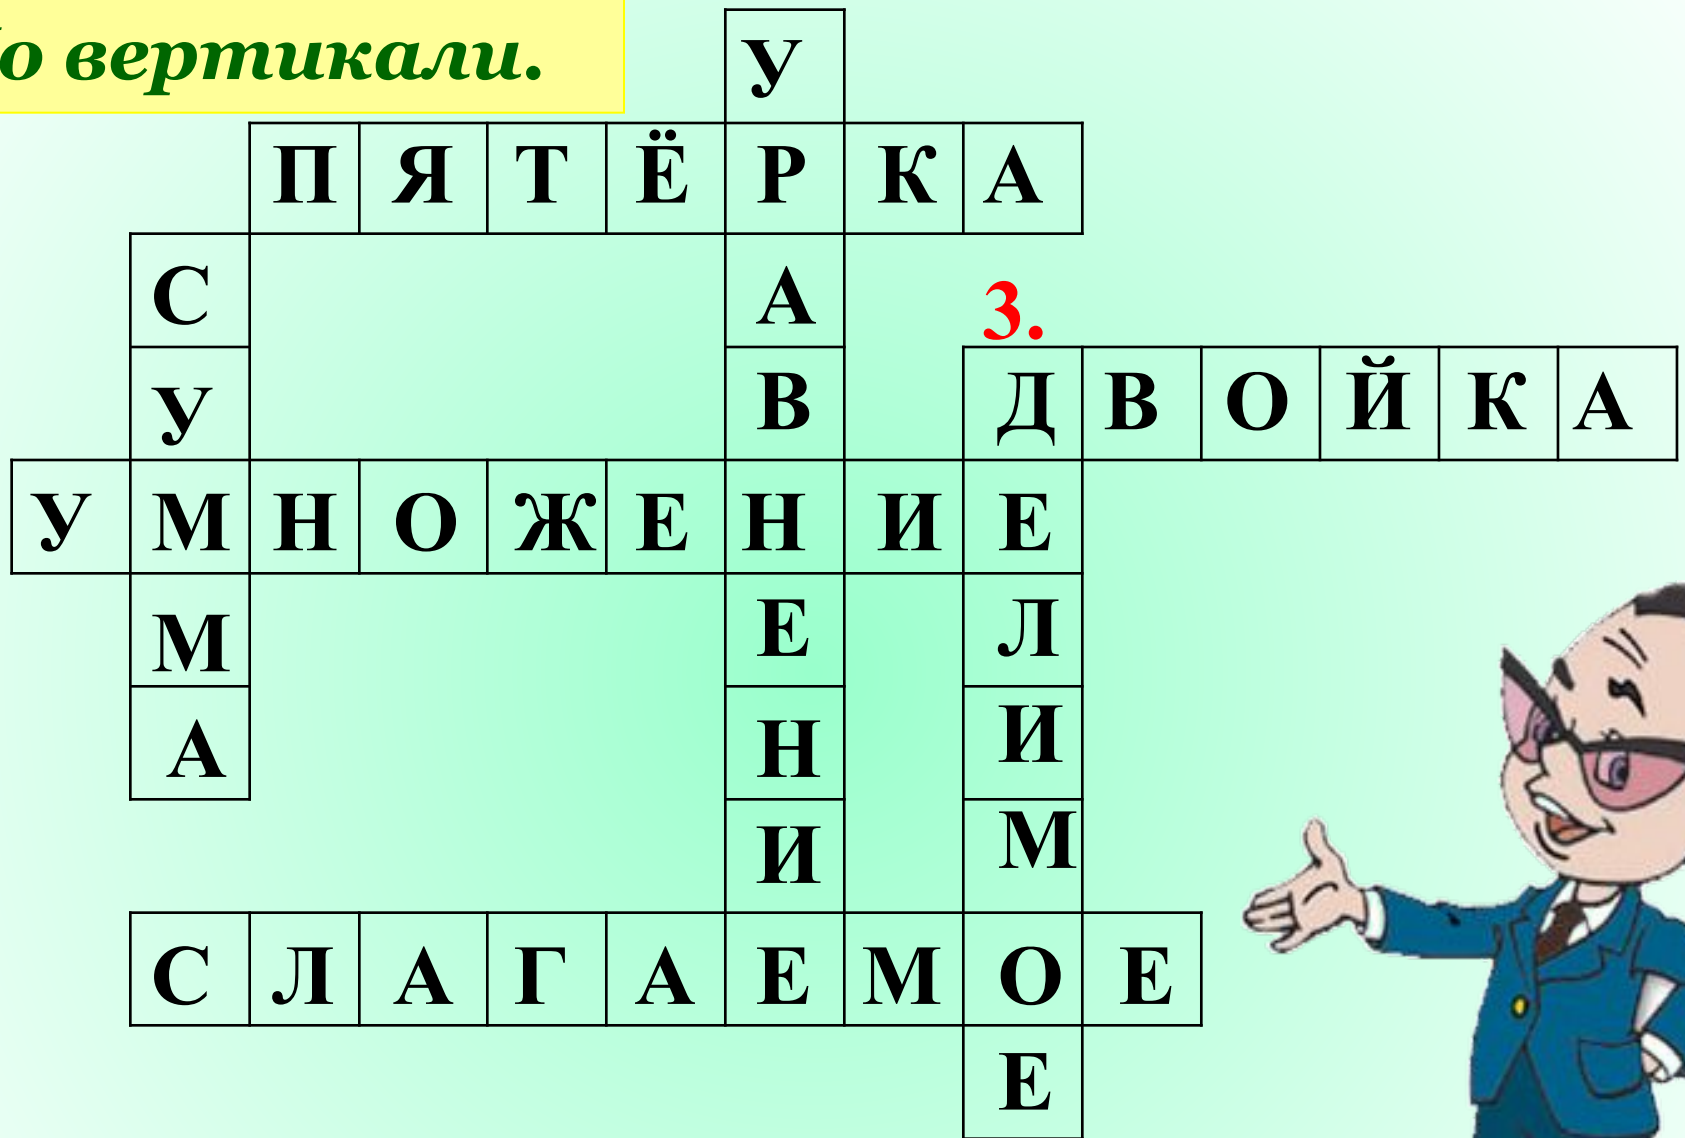 о вертикали.
У
ПЯТЁРКА
С А 3.
У В ДВОЙКА
УМНОЖЕНИЕ
М Е Л
А Н И
И М
СЛАГАЕМОЕ
Е